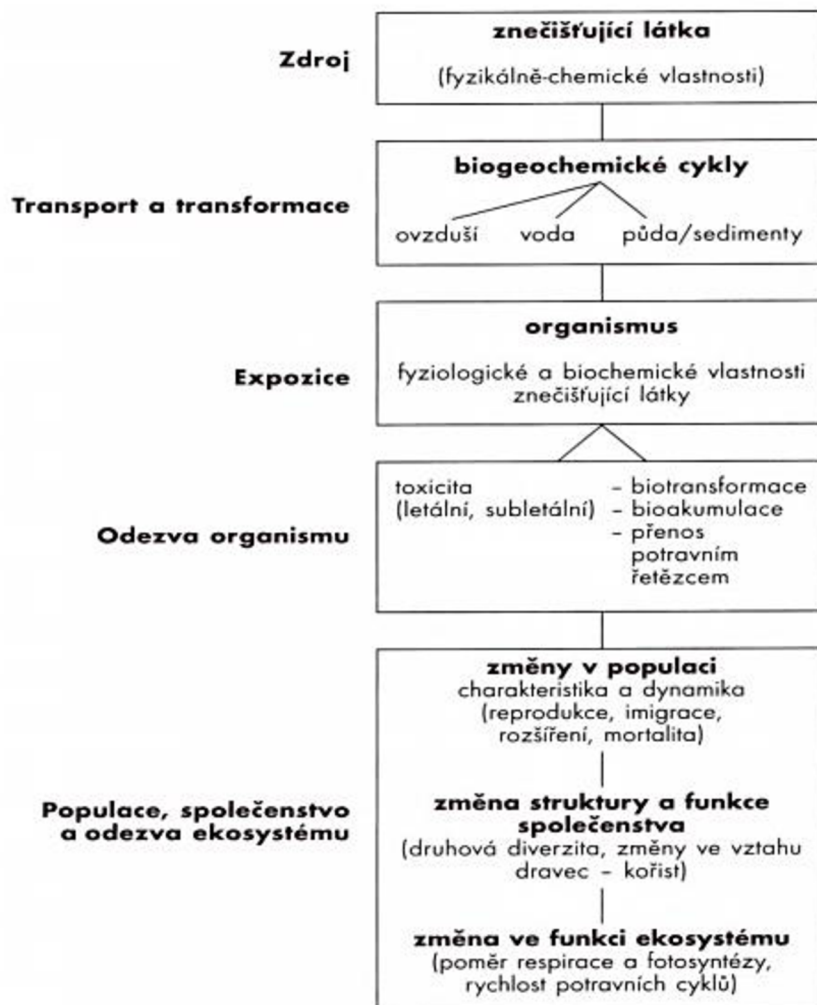 Zdroj
znečišťující látka
(fyzikálně-chemické vlastnosti)
Transport a transformace
biogeochemické cykly
ovzduší voda půda/sedimenty
Expozice
organismus
fyziologické a biochemické vlastnosti
znečišťující látky
Odezva organismu
toxicita
(letální, subletální)
– biotransformace
– bioakumulace
– přenos
potravním
řetězcem
Populace, společenstvo
a odezva ekosystému
změny v populaci
charakteristika a dynamika
(reprodukce, imigrace,
rozšíření, mortalita)
změna struktury a funkce
společenstva
(druhová diverzita, změny ve vztahu
dravec – kořist)
změna ve funkci ekosystému
(poměr respirace a fotosyntézy,
rychlost potravních cyklů)